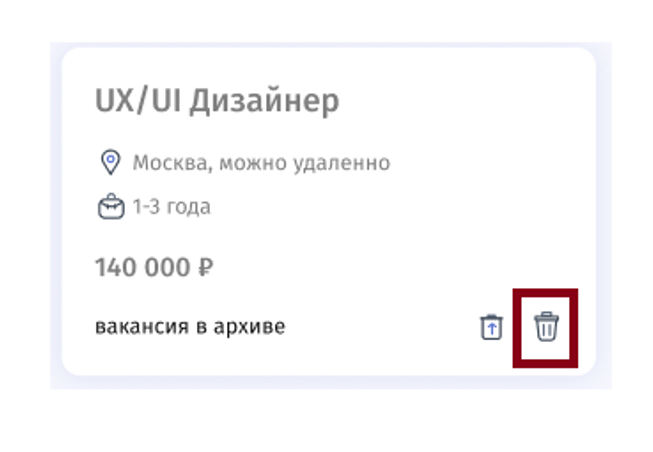 UX/UI Дизайнер
Москва, можно удаленно
1-3 года
140 000 ₽
вакансия в архиве